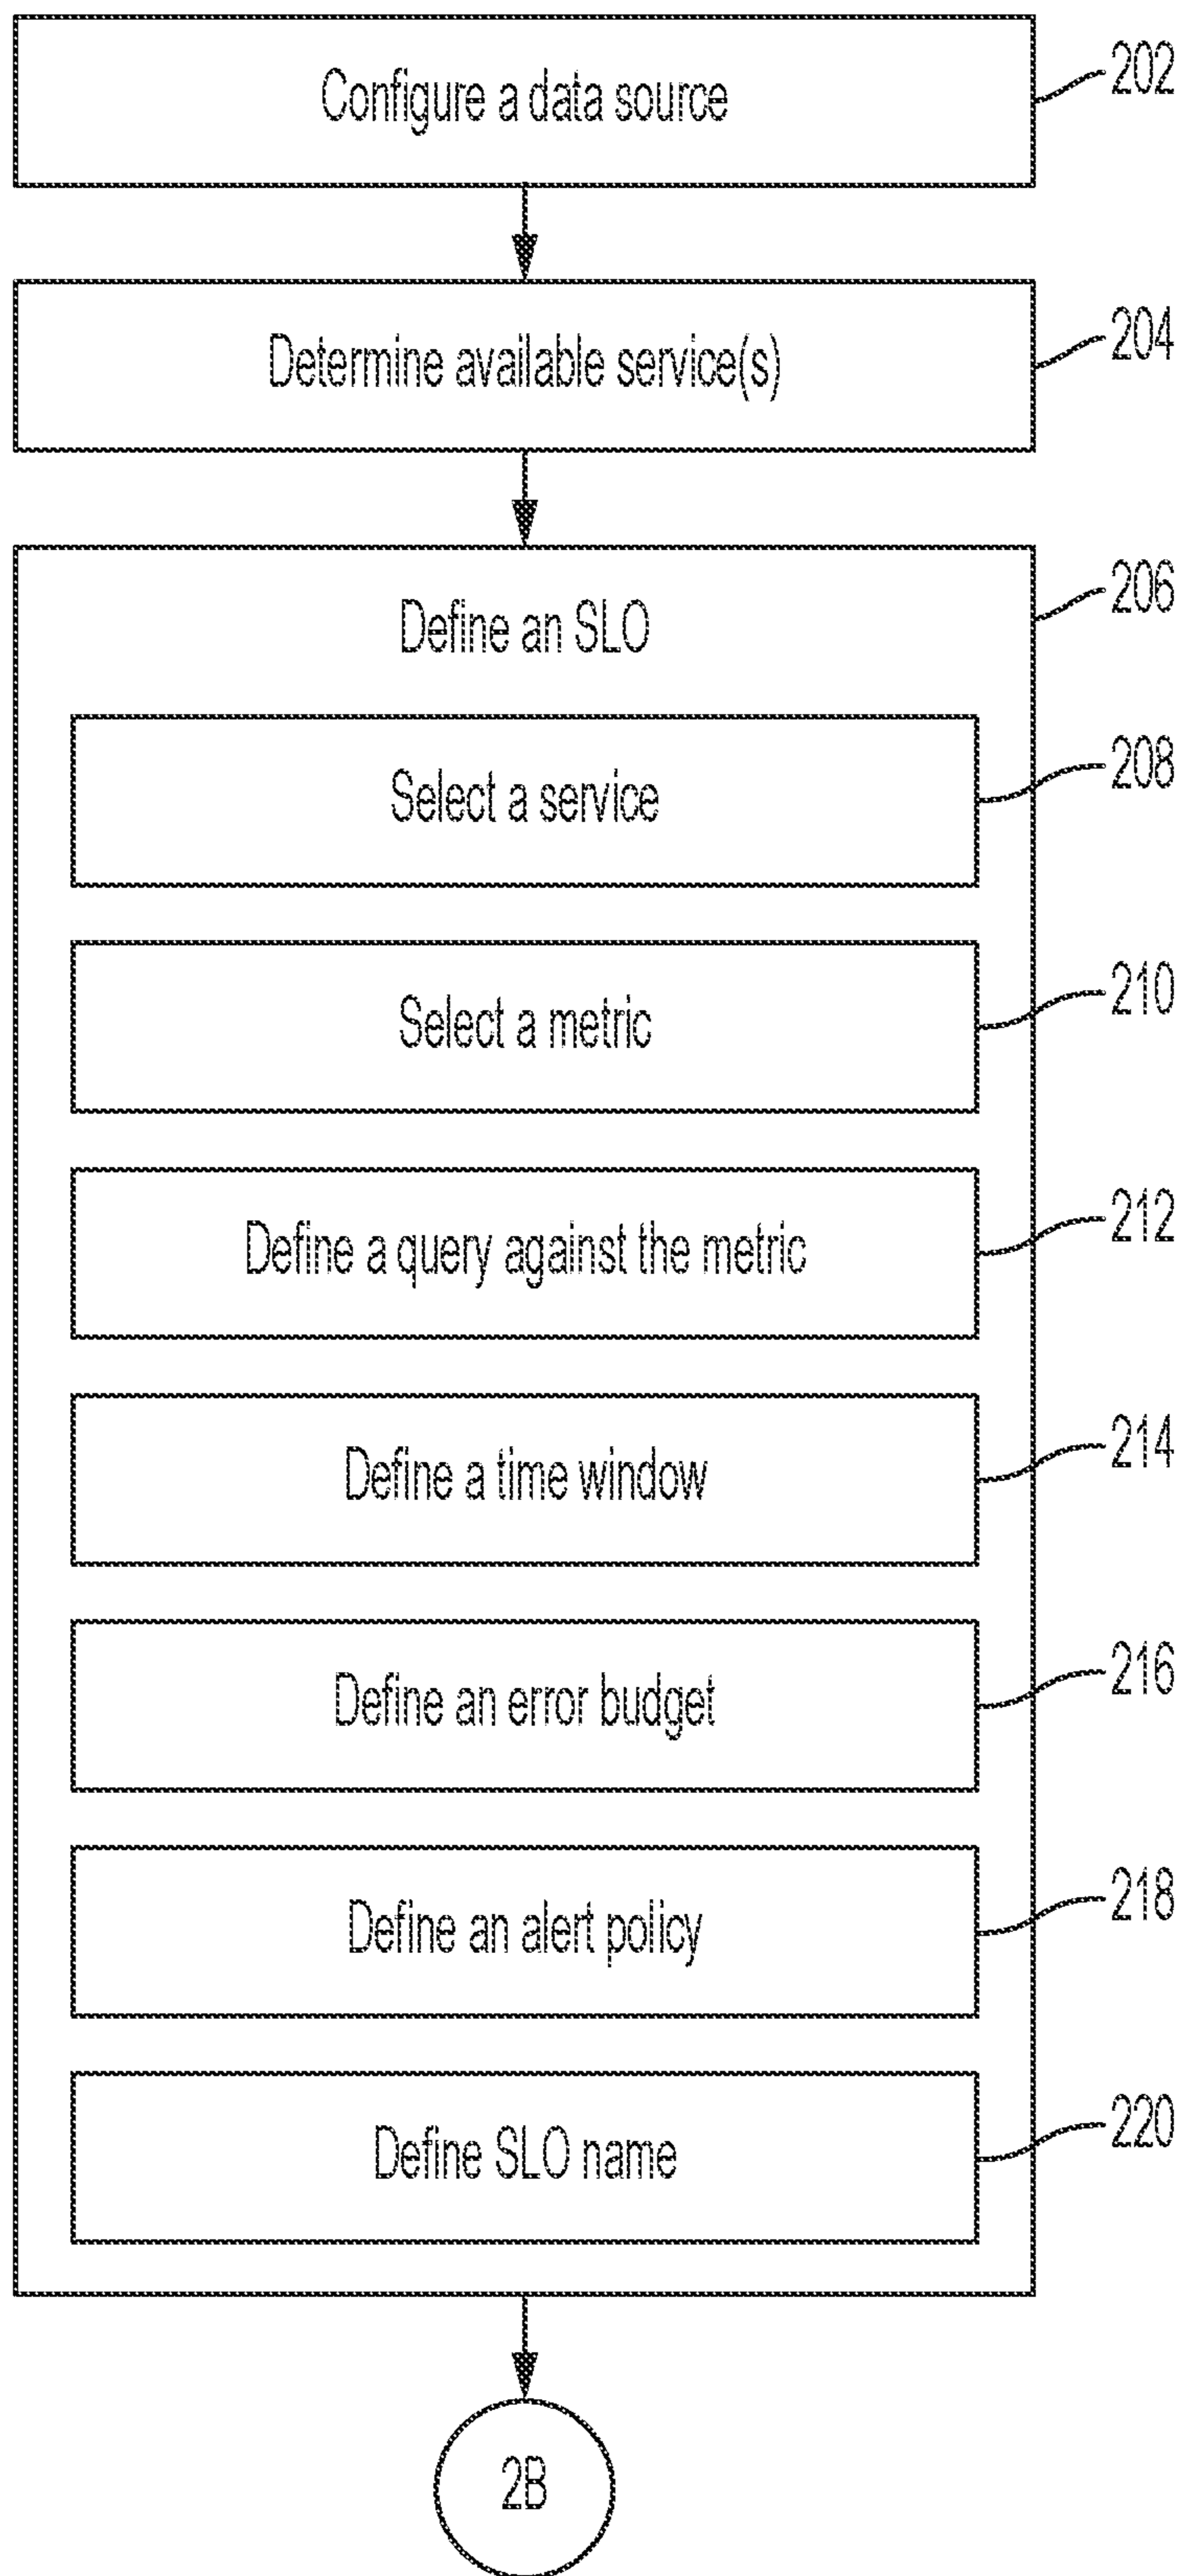 Configure a data source
202
Determine available service(s)
204
Define an SLO
206
Select a service
208
Select a metric
210
Define a query against the metric
212
Define a time window
214
Define an error budget
216
Define an alert policy
218
Define SLO name
220
2B